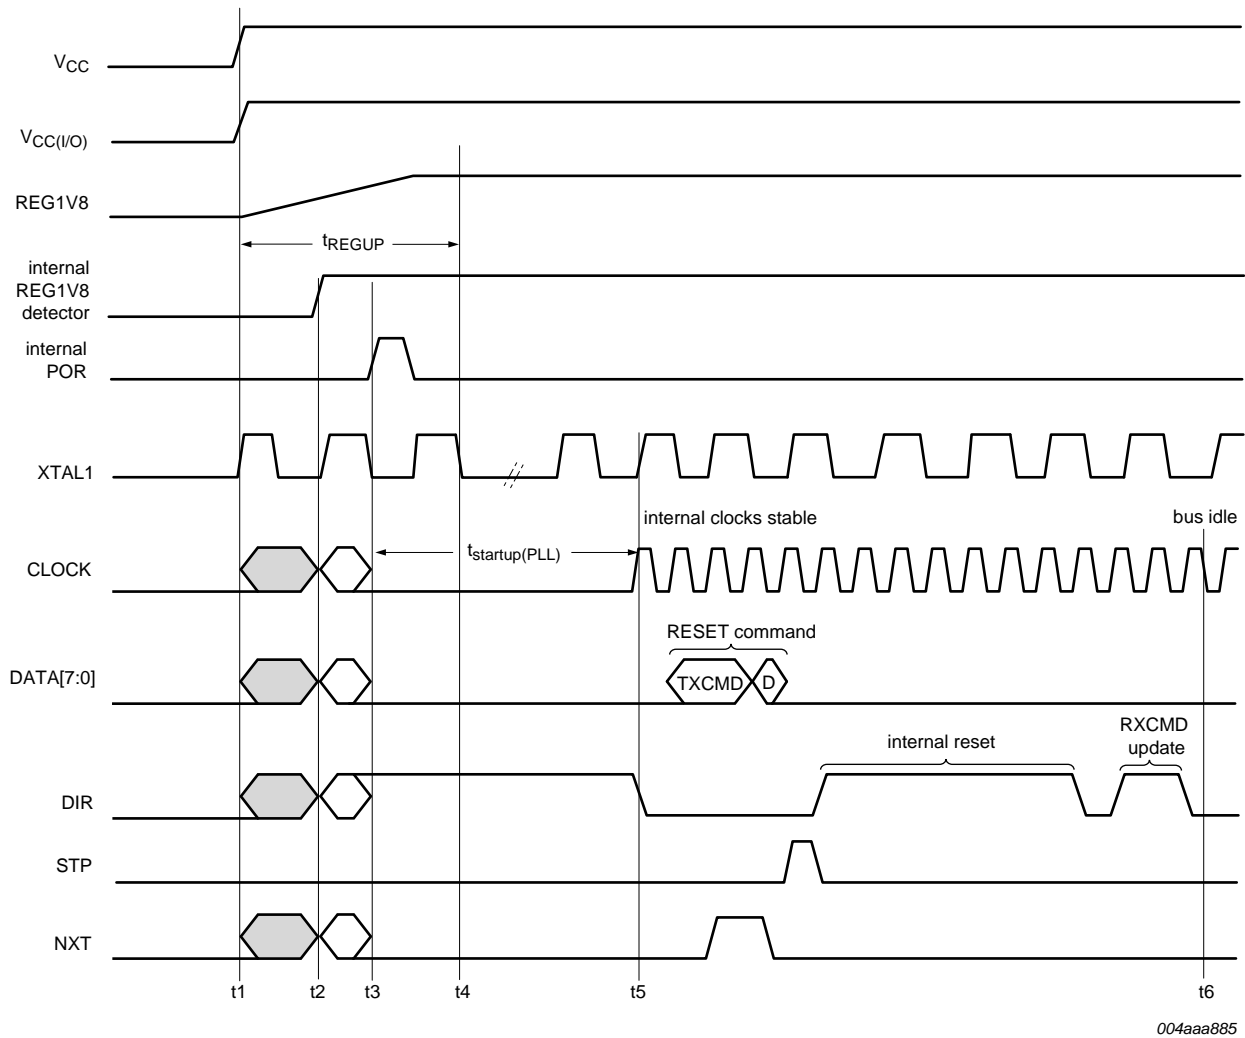 VCC
VCC(I/O)
REG1V8
tREGUP
internal
REG1V8
detector
internal
POR
XTAL1
internal clocks stable
bus idle
tstartup(PLL)
CLOCK
RESET command
DATA[7:0]
TXCMD
D
RXCMD
update
internal reset
DIR
STP
NXT
t1
t2
t3
t4
t5
t6
004aaa885